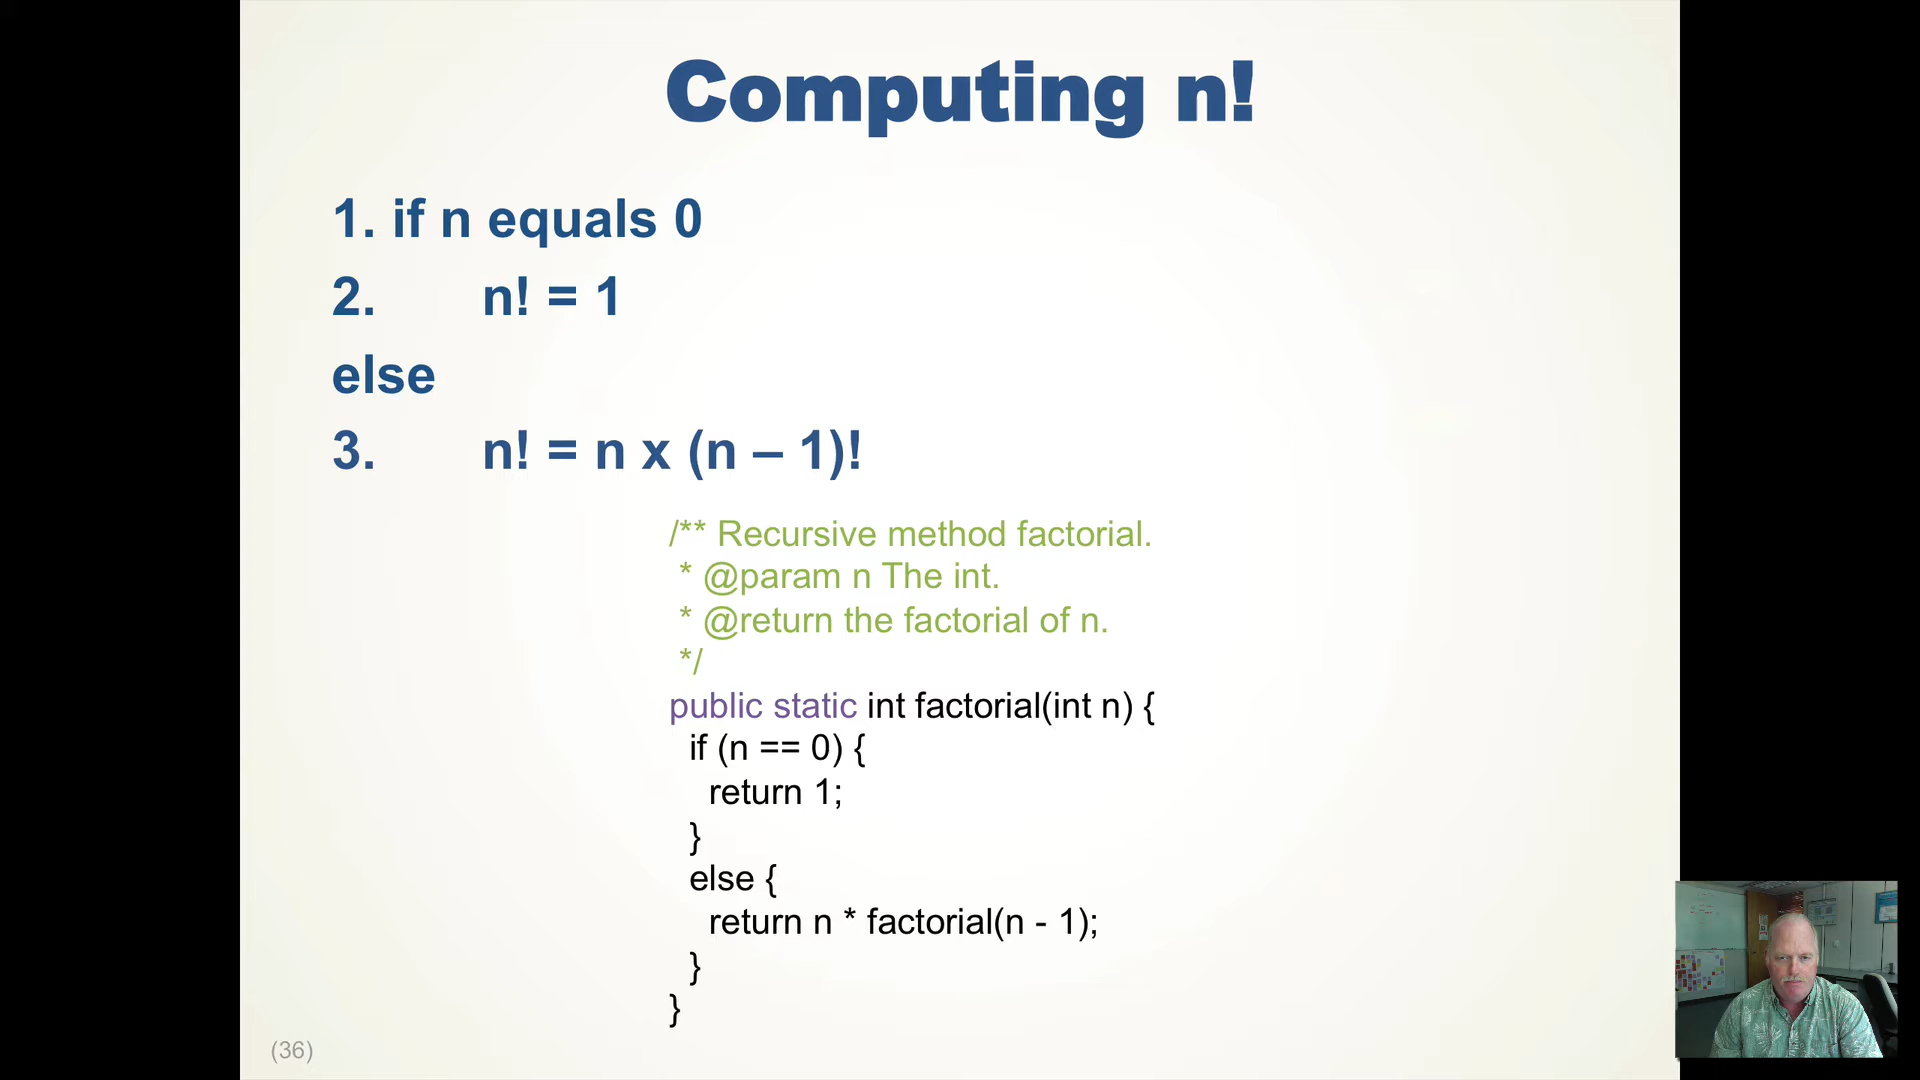 Computing n!
1. if n equals 0
2. n! = 1
else
3. n! = n x (n – 1)!
/** Recursive method factorial.
* @param n The int.
* @return the factorial of n.
*/
public static int factorial(int n) {
if (n == 0) {
return 1;
}
else {
return n * factorial(n - 1);
}
}
(36)